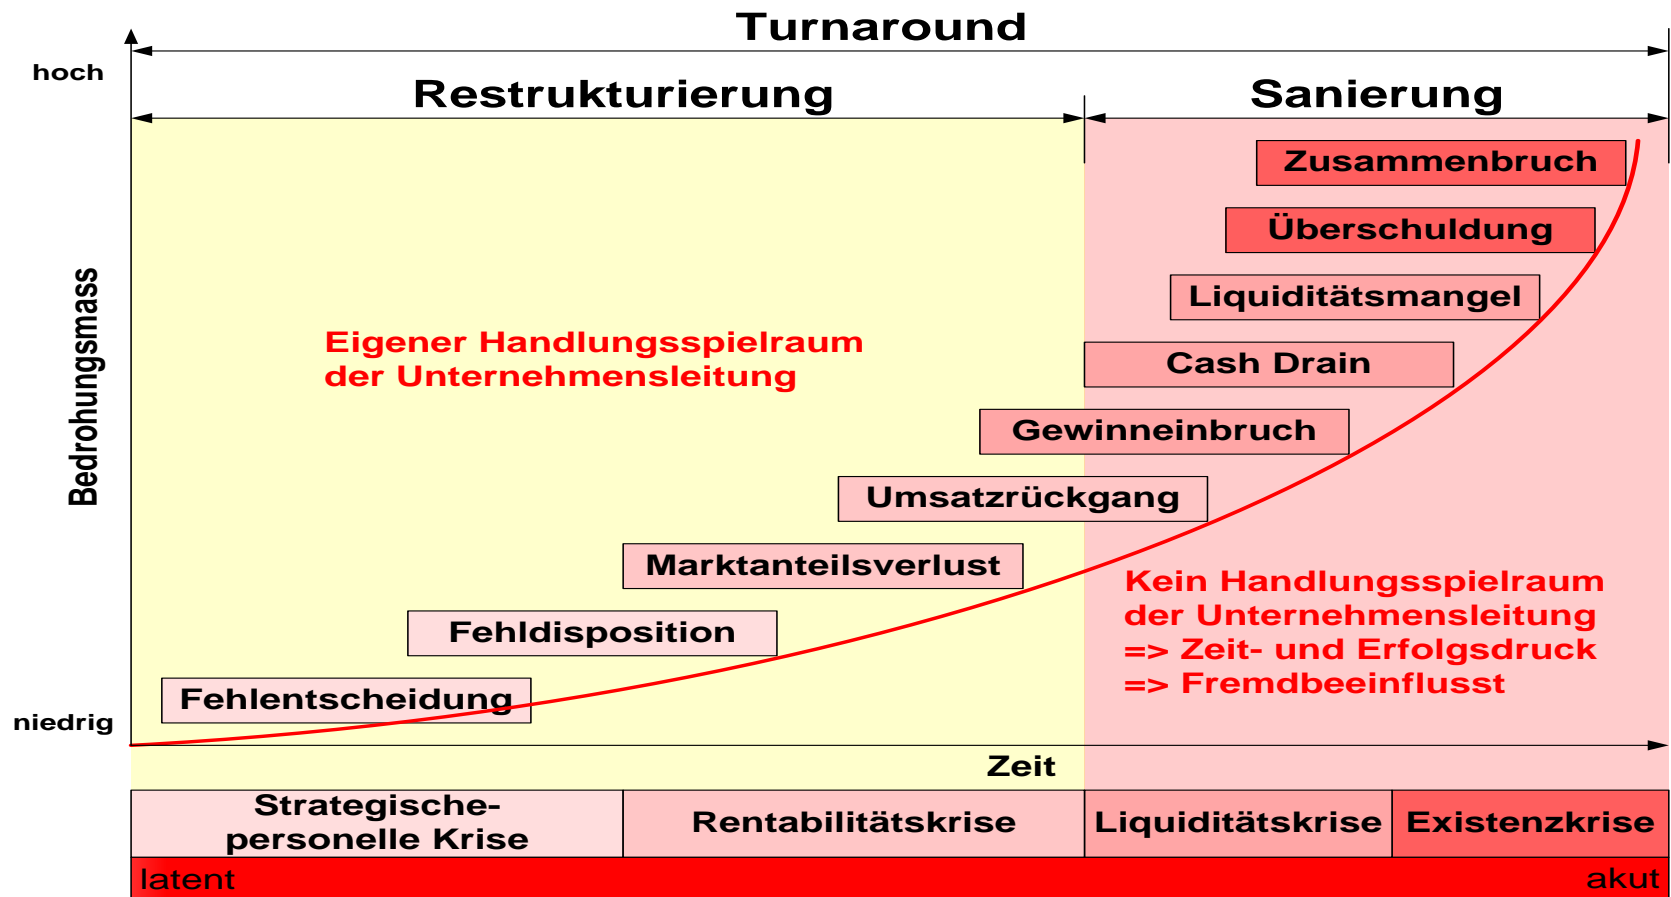 Turnaround
hoch
Restrukturierung
Sanierung
Zusammenbruch
Überschuldung
Liquiditätsmangel
Eigener Handlungsspielraum
der Unternehmensleitung
Cash Drain
Bedrohungsmass
Gewinneinbruch
Umsatzrückgang
Marktanteilsverlust
Kein Handlungsspielraum
der Unternehmensleitung
=> Zeit- und Erfolgsdruck
=> Fremdbeeinflusst
Fehldisposition
Fehlentscheidung
niedrig
Zeit
Strategische-
personelle Krise
Rentabilitätskrise
Liquiditätskrise
Existenzkrise
latent
akut